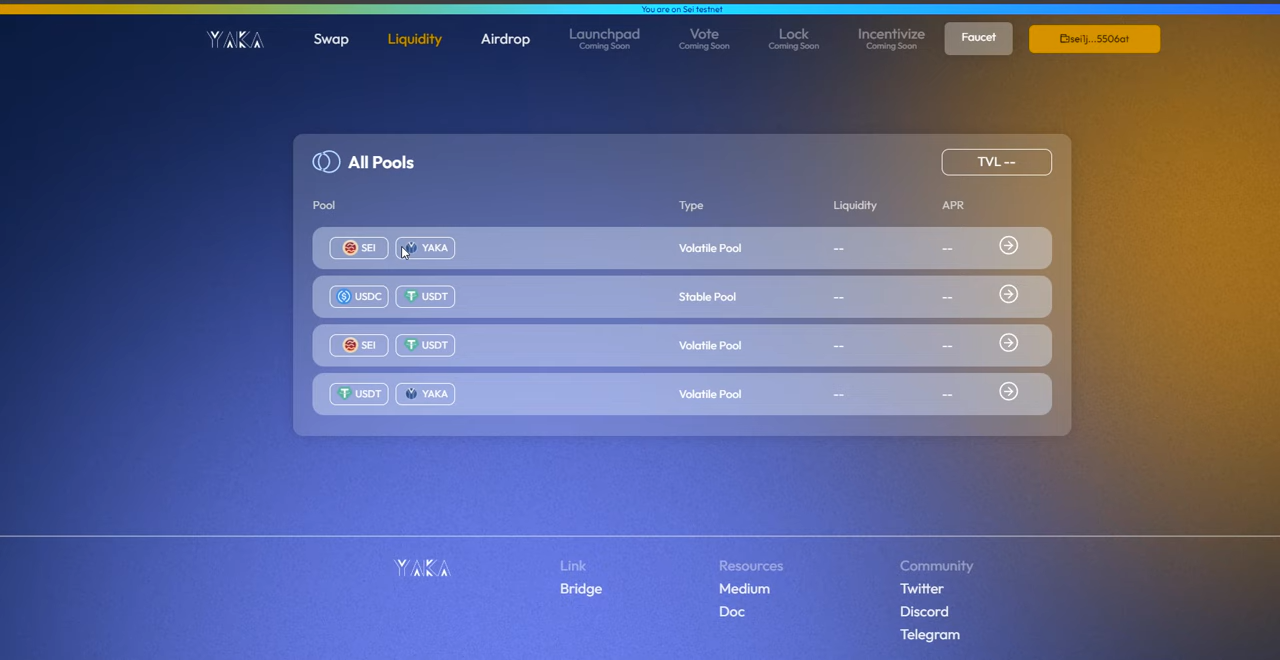 You are on Sei testnet
YAKA Swap Liquidity Airdrop Launchpad Vote Lock Incentivize Faucet sei1j...5506at
Coming Soon Coming Soon Coming Soon Coming Soon
All Pools TVL --
Pool Type Liquidity APR
SEI YAKA Volatile Pool -- --
USDC USDT Stable Pool -- --
SEI USDT Volatile Pool -- --
USDT YAKA Volatile Pool -- --
YAKA Link Resources Community
Bridge Medium Twitter
Doc Discord
Telegram